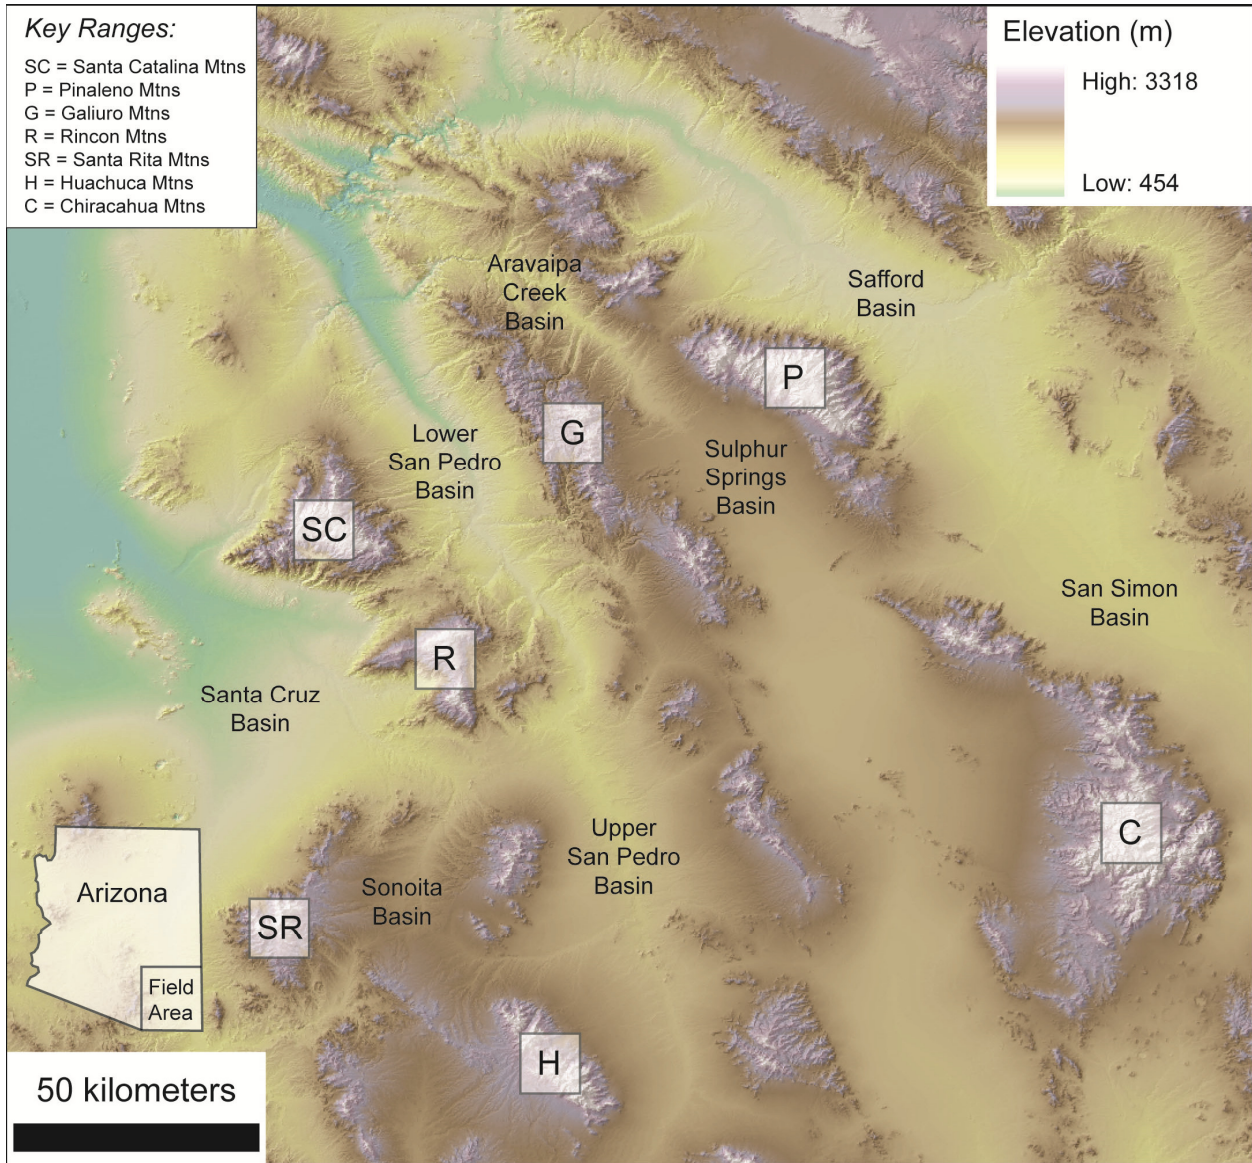 Key Ranges:
SC = Santa Catalina Mtns
P = Pinaleno Mtns
G = Galiuro Mtns
R = Rincon Mtns
SR = Santa Rita Mtns
H = Huachuca Mtns
C = Chiracahua Mtns
Elevation (m)
High: 3318
Low: 454
Aravaipa
Creek
Basin
Safford
Basin
P
G
Lower
San Pedro
Basin
Sulphur
Springs
Basin
SC
San Simon
Basin
R
Santa Cruz
Basin
Upper
San Pedro
Basin
C
Sonoita
Basin
SR
Arizona
Field
Area
H
50 kilometers